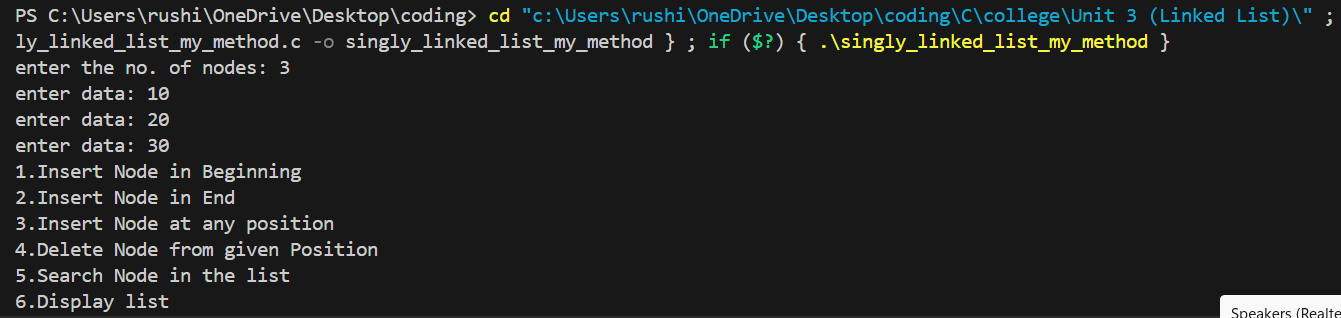 PS C:\Users\rushi\OneDrive\Desktop\coding> cd "c:\Users\rushi\OneDrive\Desktop\coding\C\college\Unit 3 (Linked List)\" ;
ly_linked_list_my_method.c -o singly_linked_list_my_method } ; if ($?) { .\singly_linked_list_my_method }
enter the no. of nodes: 3
enter data: 10
enter data: 20
enter data: 30
1.Insert Node in Beginning
2.Insert Node in End
3.Insert Node at any position
4.Delete Node from given Position
5.Search Node in the list
6.Display list
Speakers (Realte